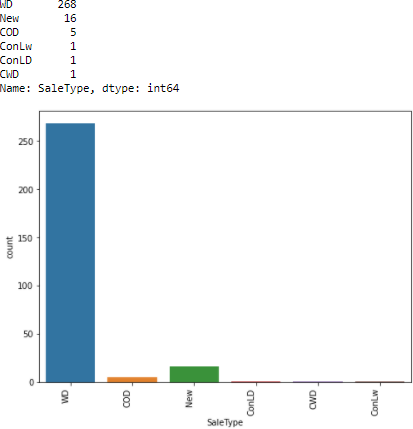 WD 268
New 16
COD 5
ConLw 1
ConLD 1
CWD 1
Name: SaleType, dtype: int64
250
200
150
100
50
0
count
WD COD New ConLD CWD ConLw
SaleType